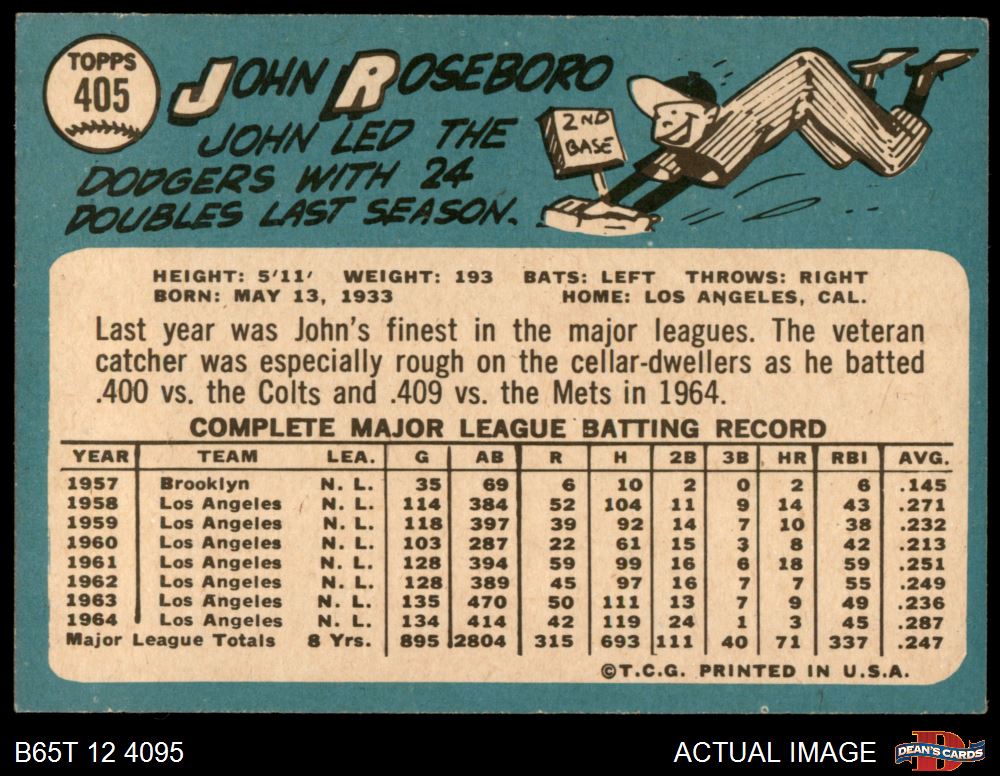 TOPPS
405
JOHN ROSEBORO
JOHN LED THE
DODGERS WITH 24
DOUBLES LAST SEASON.
2ND
BASE
HEIGHT: 5'11' WEIGHT: 193 BATS: LEFT THROWS: RIGHT
BORN: MAY 13, 1933 HOME: LOS ANGELES, CAL.
Last year was John's finest in the major leagues. The veteran
catcher was especially rough on the cellar-dwellers as he batted
.400 vs. the Colts and .409 vs. the Mets in 1964.
COMPLETE MAJOR LEAGUE BATTING RECORD
YEAR TEAM LEA. G AB R H 2B 3B HR RBI AVG.
1957 Brooklyn N. L. 35 69 6 10 2 0 2 6 .145
1958 Los Angeles N. L. 114 384 52 104 11 9 14 43 .271
1959 Los Angeles N. L. 118 397 39 92 14 7 10 38 .232
1960 Los Angeles N. L. 103 287 22 61 15 3 8 42 .213
1961 Los Angeles N. L. 128 394 59 99 16 6 18 59 .251
1962 Los Angeles N. L. 128 389 45 97 16 7 7 55 .249
1963 Los Angeles N. L. 135 470 50 111 13 7 9 49 .236
1964 Los Angeles N. L. 134 414 42 119 24 1 3 45 .287
Major League Totals 8 Yrs. 895 2804 315 693 111 40 71 337 .247
©T.C.G. PRINTED IN U.S.A.
B65T 12 4095 ACTUAL IMAGE D DEAN'S CARDS